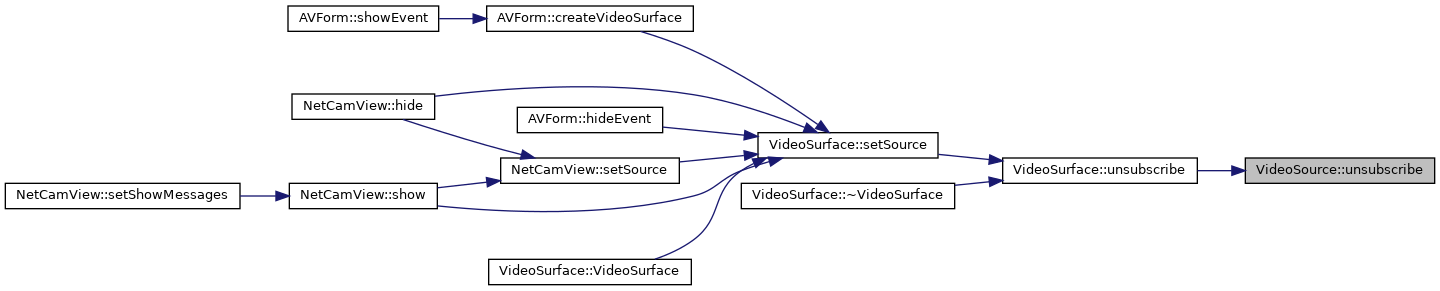 AVForm::showEvent
AVForm::createVideoSurface
NetCamView::hide
AVForm::hideEvent
VideoSurface::setSource
NetCamView::setSource
VideoSurface::unsubscribe
VideoSource::unsubscribe
NetCamView::setShowMessages
NetCamView::show
VideoSurface::~VideoSurface
VideoSurface::VideoSurface